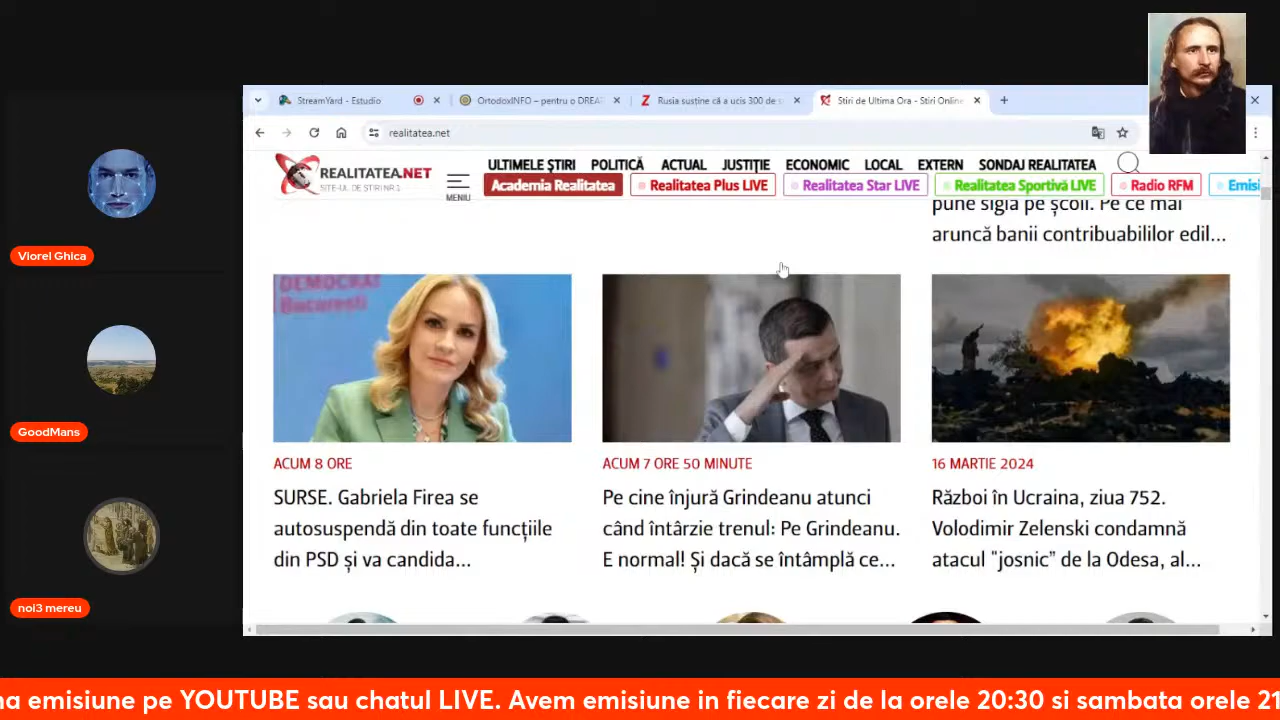 StreamYard - Estudio
OrtodoxINFO – pentru o DREA
Rusia susține că a ucis 300 de s
Stiri de Ultima Ora - Stiri Online
realitatea.net
REALITATEA.NET
SITE-UL DE ȘTIRI NR 1
MENIU
ULTIMELE ȘTIRI POLITICĂ ACTUAL JUSTIȚIE ECONOMIC LOCAL EXTERN SONDAJ REALITATEA
Academia Realitatea Realitatea Plus LIVE Realitatea Star LIVE Realitatea Sportivă LIVE Radio RFM Emisi
pune sigla pe școli. Pe ce mai
aruncă banii contribuabililor edil...
DEMOCRAT
București
Viorel Ghica
GoodMans
noi3 mereu
ACUM 8 ORE
SURSE. Gabriela Firea se
autosuspendă din toate funcțiile
din PSD și va candida...
ACUM 7 ORE 50 MINUTE
Pe cine înjură Grindeanu atunci
când întârzie trenul: Pe Grindeanu.
E normal! Și dacă se întâmplă ce...
16 MARTIE 2024
Război în Ucraina, ziua 752.
Volodimir Zelenski condamnă
atacul "josnic” de la Odesa, al...
na emisiune pe YOUTUBE sau chatul LIVE. Avem emisiune in fiecare zi de la orele 20:30 si sambata orele 21